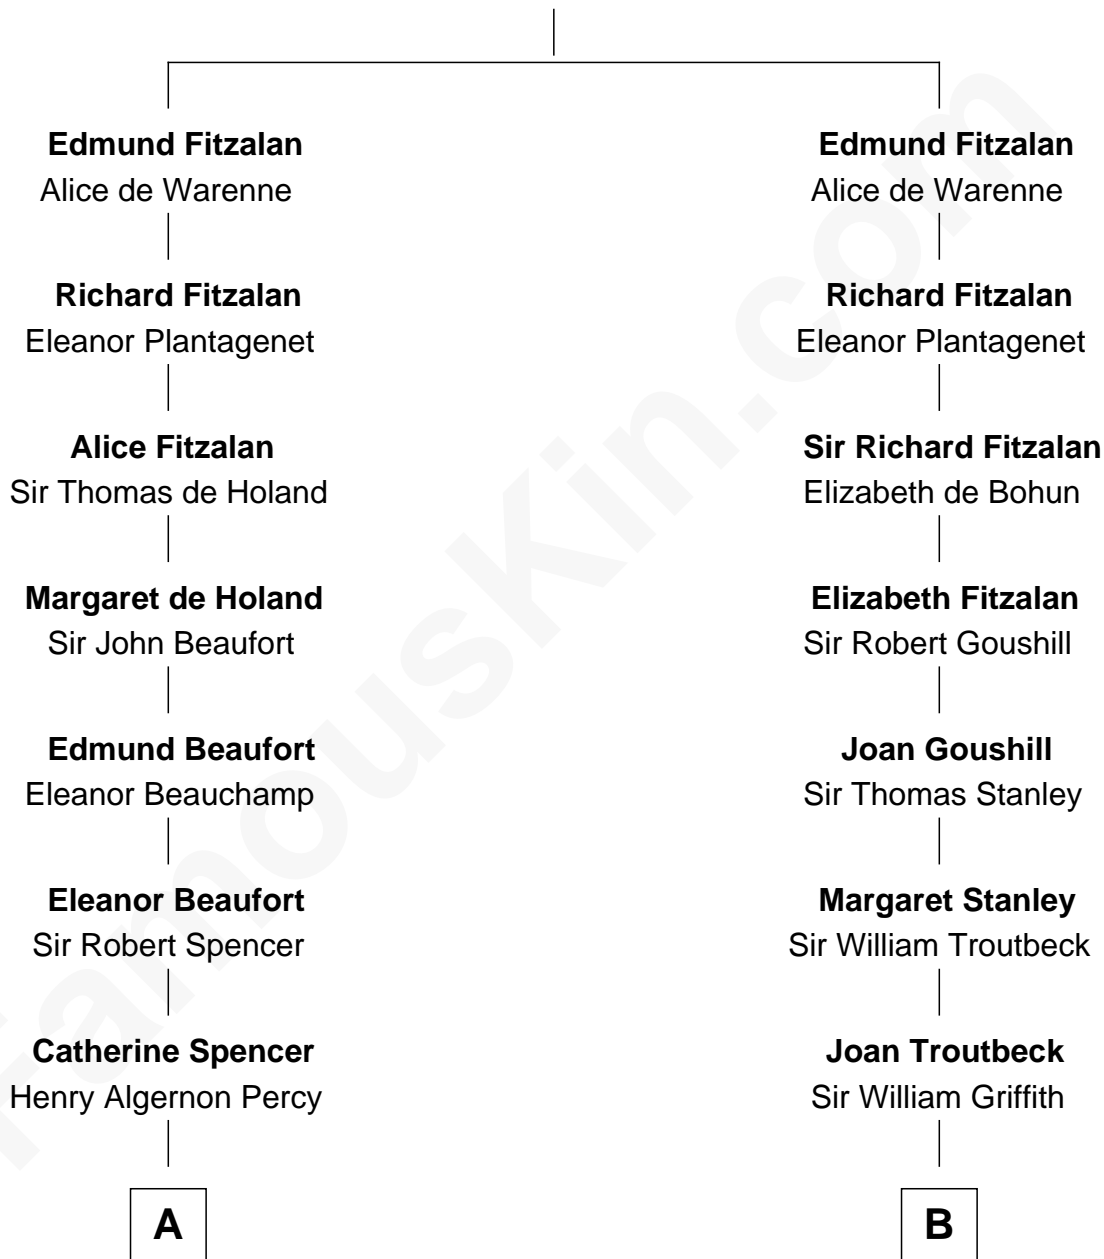 Edmund Fitzalan
Alice de Warenne
Richard Fitzalan
Eleanor Plantagenet
Alice Fitzalan
Sir Thomas de Holand
Margaret de Holand
Sir John Beaufort
Edmund Beaufort
Eleanor Beauchamp
Eleanor Beaufort
Sir Robert Spencer
Catherine Spencer
Henry Algernon Percy
A
Edmund Fitzalan
Alice de Warenne
Richard Fitzalan
Eleanor Plantagenet
Sir Richard Fitzalan
Elizabeth de Bohun
Elizabeth Fitzalan
Sir Robert Goushill
Joan Goushill
Sir Thomas Stanley
Margaret Stanley
Sir William Troutbeck
Joan Troutbeck
Sir William Griffith
B
FamousKin.com